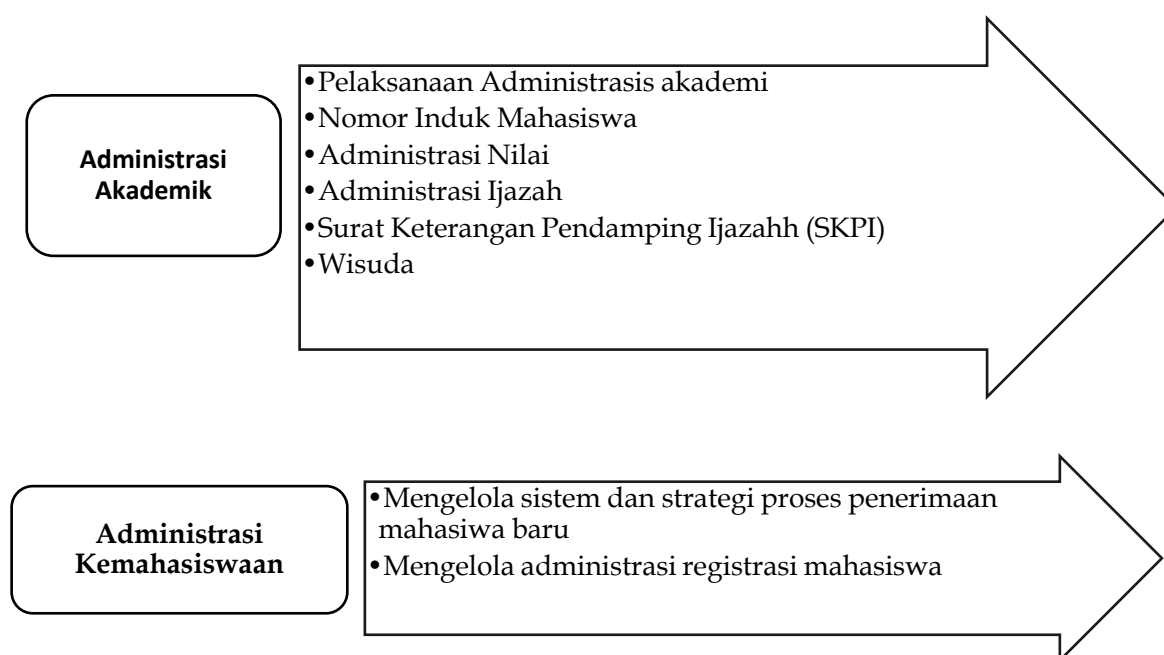 Administrasi
Akademik
•Pelaksanaan Administrasis akademi
•Nomor Induk Mahasiswa
•Administrasi Nilai
•Administrasi Ijazah
•Surat Keterangan Pendamping Ijazahh (SKPI)
•Wisuda
Administrasi
Kemahasiswaan
•Mengelola sistem dan strategi proses penerimaan
mahasiwa baru
•Mengelola administrasi registrasi mahasiswa